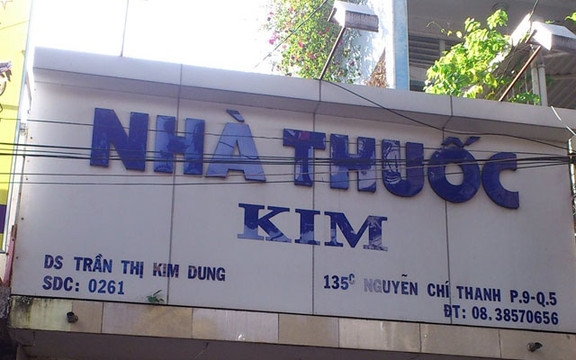 NHÀ THUỐC
KIM
DS TRẦN THỊ KIM DUNG
SDC: 0261
135C NGUYỄN CHÍ THANH P.9-Q.5
ĐT: 08.38570656